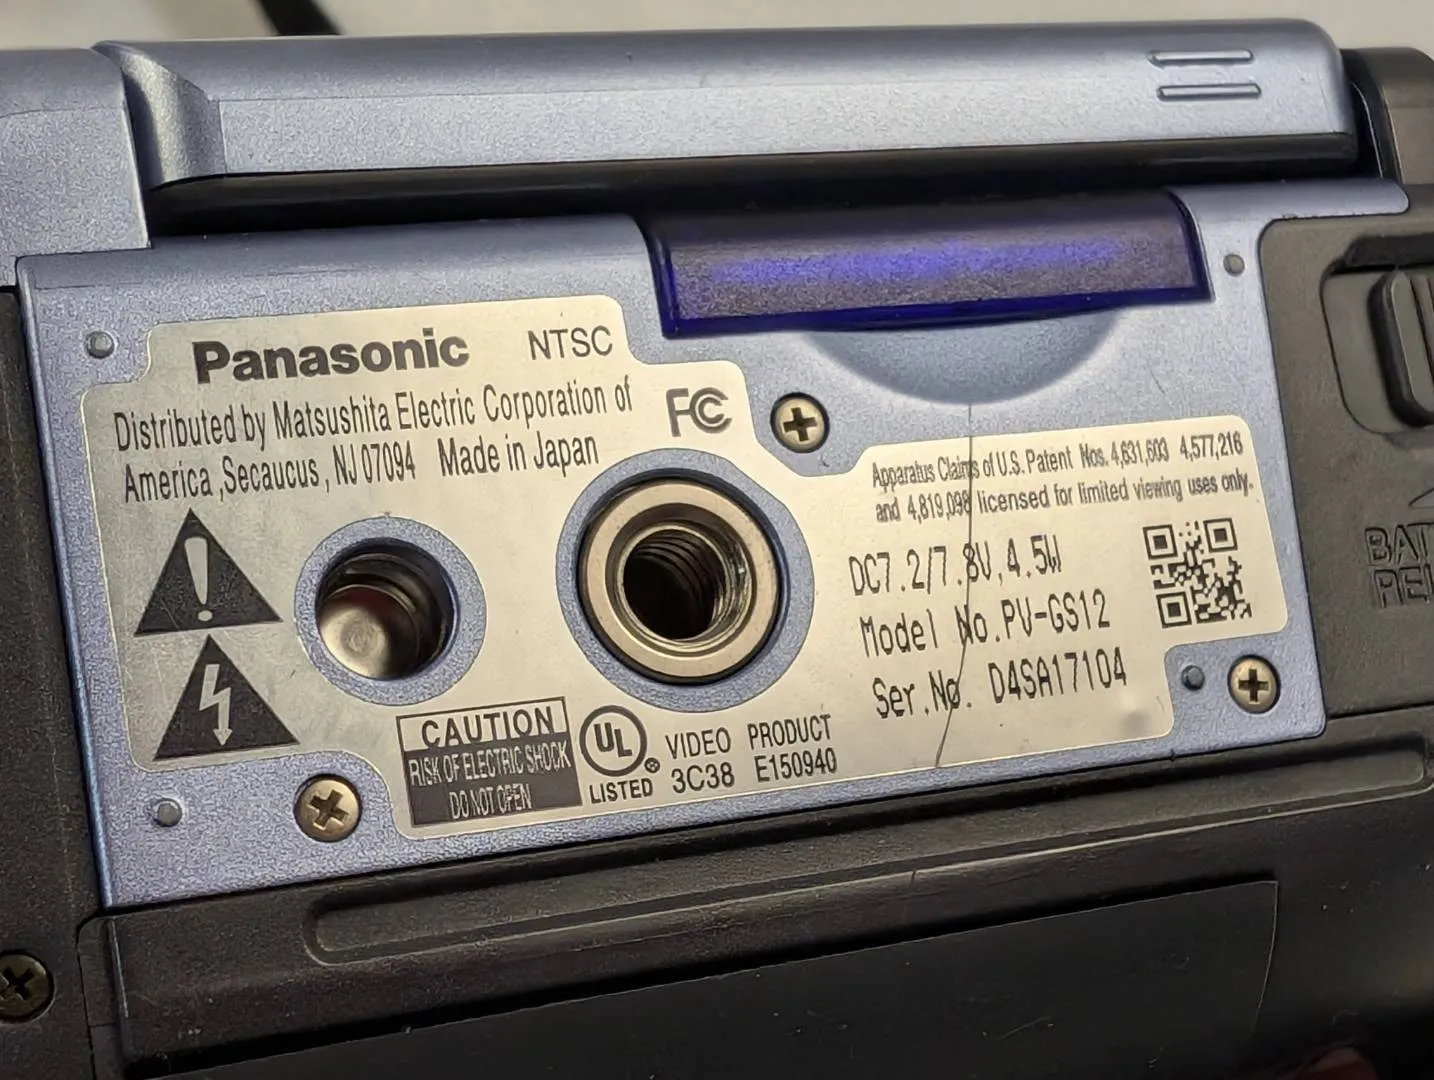 Panasonic NTSC
Distributed by Matsushita Electric Corporation of
America ,Secaucus , NJ 07094 Made in Japan
FC
Apparatus Claims of U.S. Patent Nos. 4,631,603 4,577,216
and 4,819,098 licensed for limited viewing uses only.
DC7.2/7.8V,4.5W
Model No.PV-GS12
Ser.No. D4SA17104
CAUTION
RISK OF ELECTRIC SHOCK
DO NOT OPEN
UL
LISTED
VIDEO PRODUCT
3C38 E150940